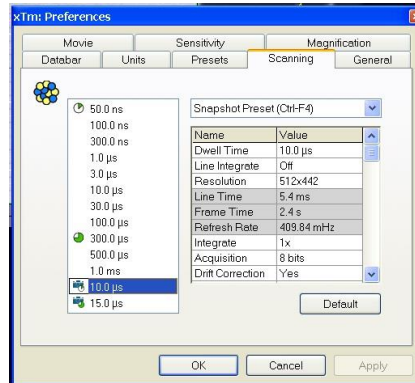 xTm: Preferences
Movie Sensitivity Magnification
Databar Units Presets Scanning General
50.0 ns
100.0 ns
300.0 ns
1.0 µs
3.0 µs
10.0 µs
30.0 µs
100.0 µs
300.0 µs
500.0 µs
1.0 ms
10.0 µs
15.0 µs
Snapshot Preset (Ctrl-F4)
Name Value
Dwell Time 10.0 µs
Line Integrate Off
Resolution 512x442
Line Time 5.4 ms
Frame Time 2.4 s
Refresh Rate 409.84 mHz
Integrate 1x
Acquisition 8 bits
Drift Correction Yes
Default
OK Cancel Apply